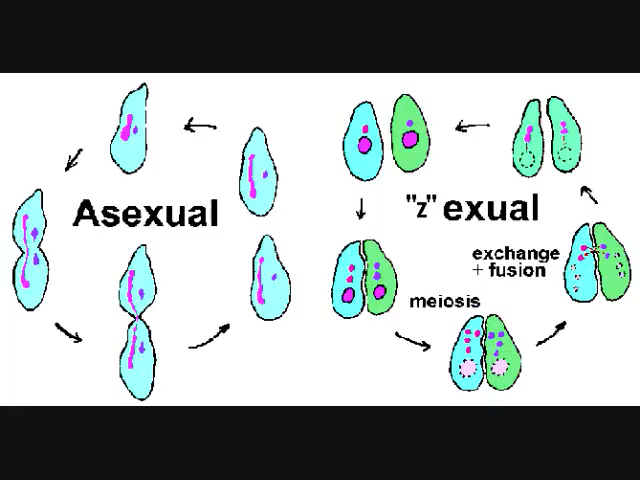 Asexual
"z" exual
exchange
+ fusion
meiosis